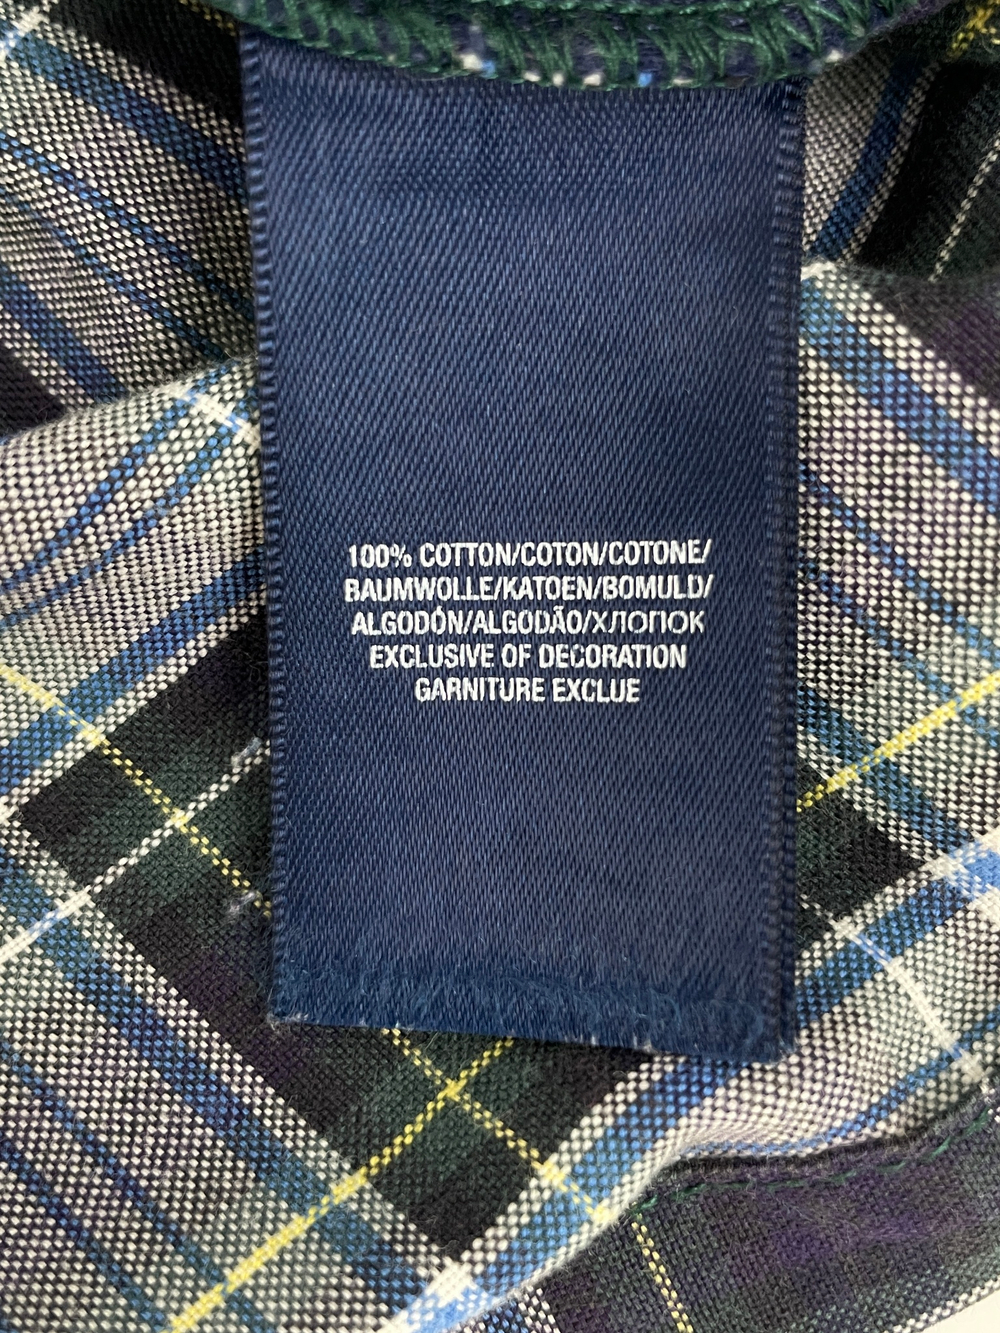 100% COTTON/COTON/COTONE/
BAUMWOLLE/KATOEN/BOMULD/
ALGODÓN/ALGODÃO/ХЛОПОК
EXCLUSIVE OF DECORATION
GARNITURE EXCLUE